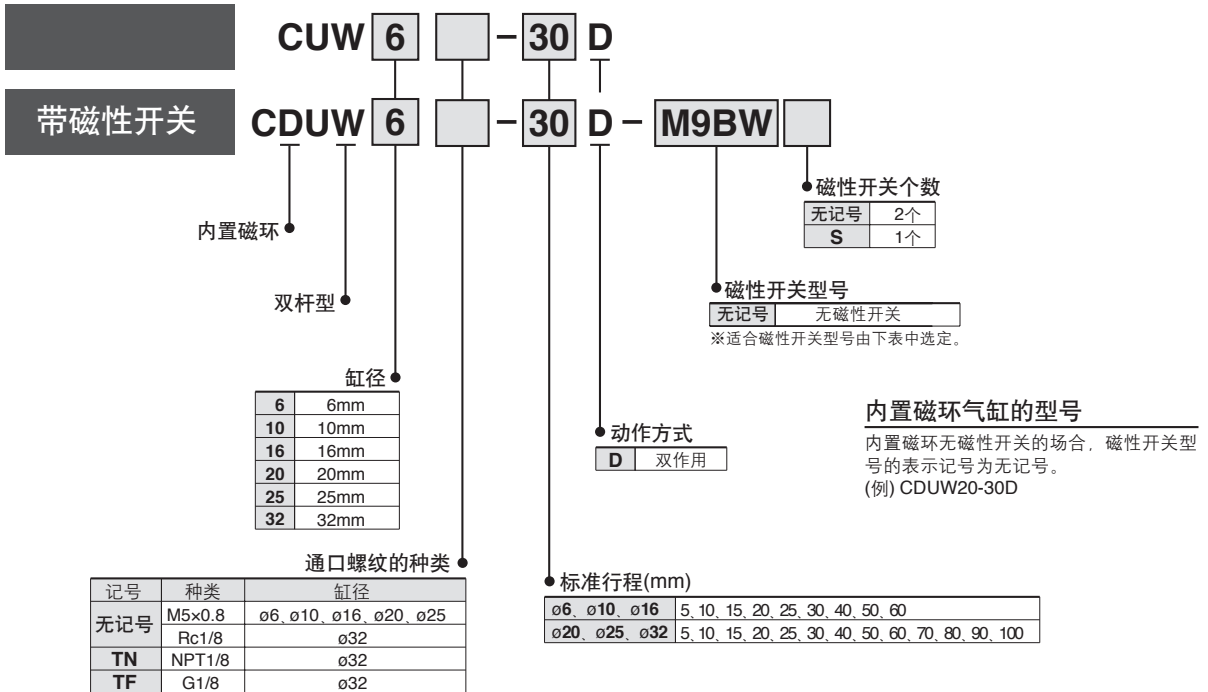 CUW 6 – 30 D
带磁性开关 CDUW 6 – 30 D – M9BW
磁性开关个数
无记号 2个
S 1个
内置磁环
双杆型
磁性开关型号
无记号 无磁性开关
※适合磁性开关型号由下表中选定。
缸径
6 6mm
10 10mm
16 16mm
20 20mm
25 25mm
32 32mm
动作方式
D 双作用
内置磁环气缸的型号
内置磁环无磁性开关的场合，磁性开关型
号的表示记号为无记号。
(例) CDUW20-30D
通口螺纹的种类
记号 种类 缸径
无记号 M5×0.8 ø6、ø10、ø16、ø20、ø25
Rc1/8 ø32
TN NPT1/8 ø32
TF G1/8 ø32
标准行程(mm)
ø6、ø10、ø16 5、10、15、20、25、30、40、50、60
ø20、ø25、ø32 5、10、15、20、25、30、40、50、60、70、80、90、100